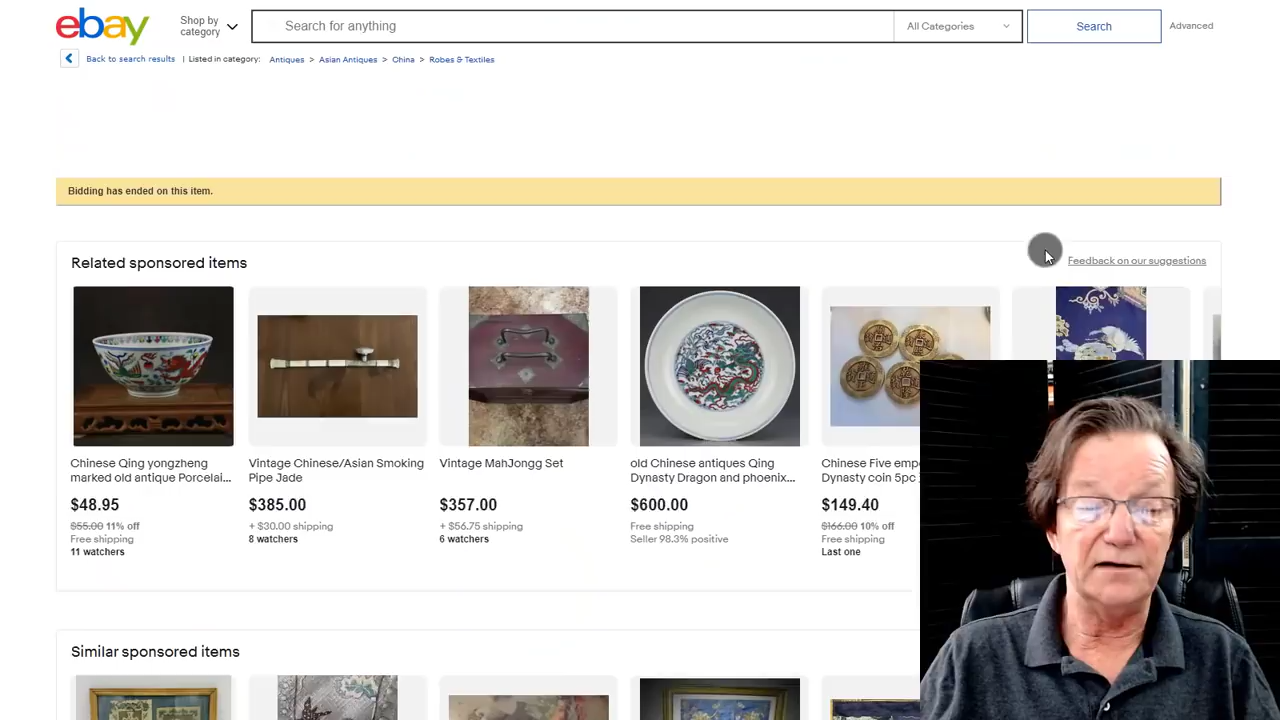 ebay
Shop by
category
Search for anything
All Categories
Search
Advanced
Back to search results | Listed in category: Antiques > Asian Antiques > China > Robes & Textiles
Bidding has ended on this item.
Related sponsored items
Feedback on our suggestions
Chinese Qing yongzheng
marked old antique Porcelai...
$48.95
$55.00 11% off
Free shipping
11 watchers
Vintage Chinese/Asian Smoking
Pipe Jade
$385.00
+ $30.00 shipping
8 watchers
Vintage MahJongg Set
$357.00
+ $56.75 shipping
6 watchers
old Chinese antiques Qing
Dynasty Dragon and phoenix...
$600.00
Free shipping
Seller 98.3% positive
Chinese Five
Dynasty coin 5pc
$149.40
$166.00 10% off
Free shipping
Last one
Similar sponsored items